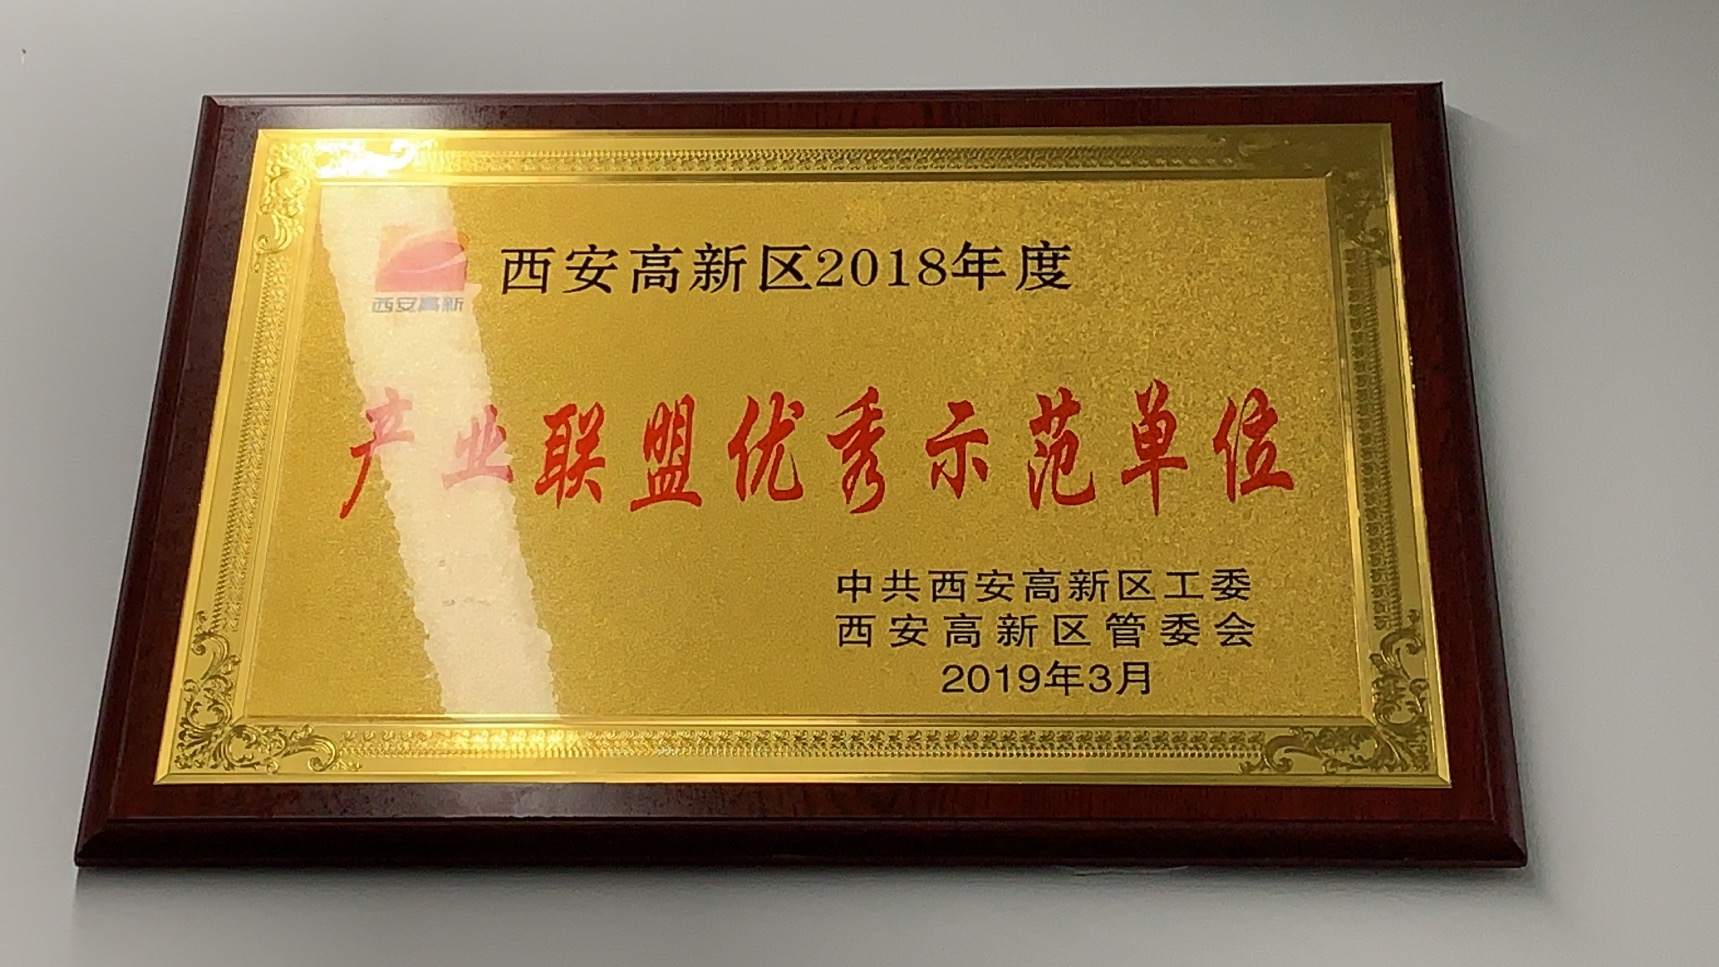 西安高新区2018年度
西安高新
产业联盟优秀示范单位
中共西安高新区工委
西安高新区管委会
2019年3月